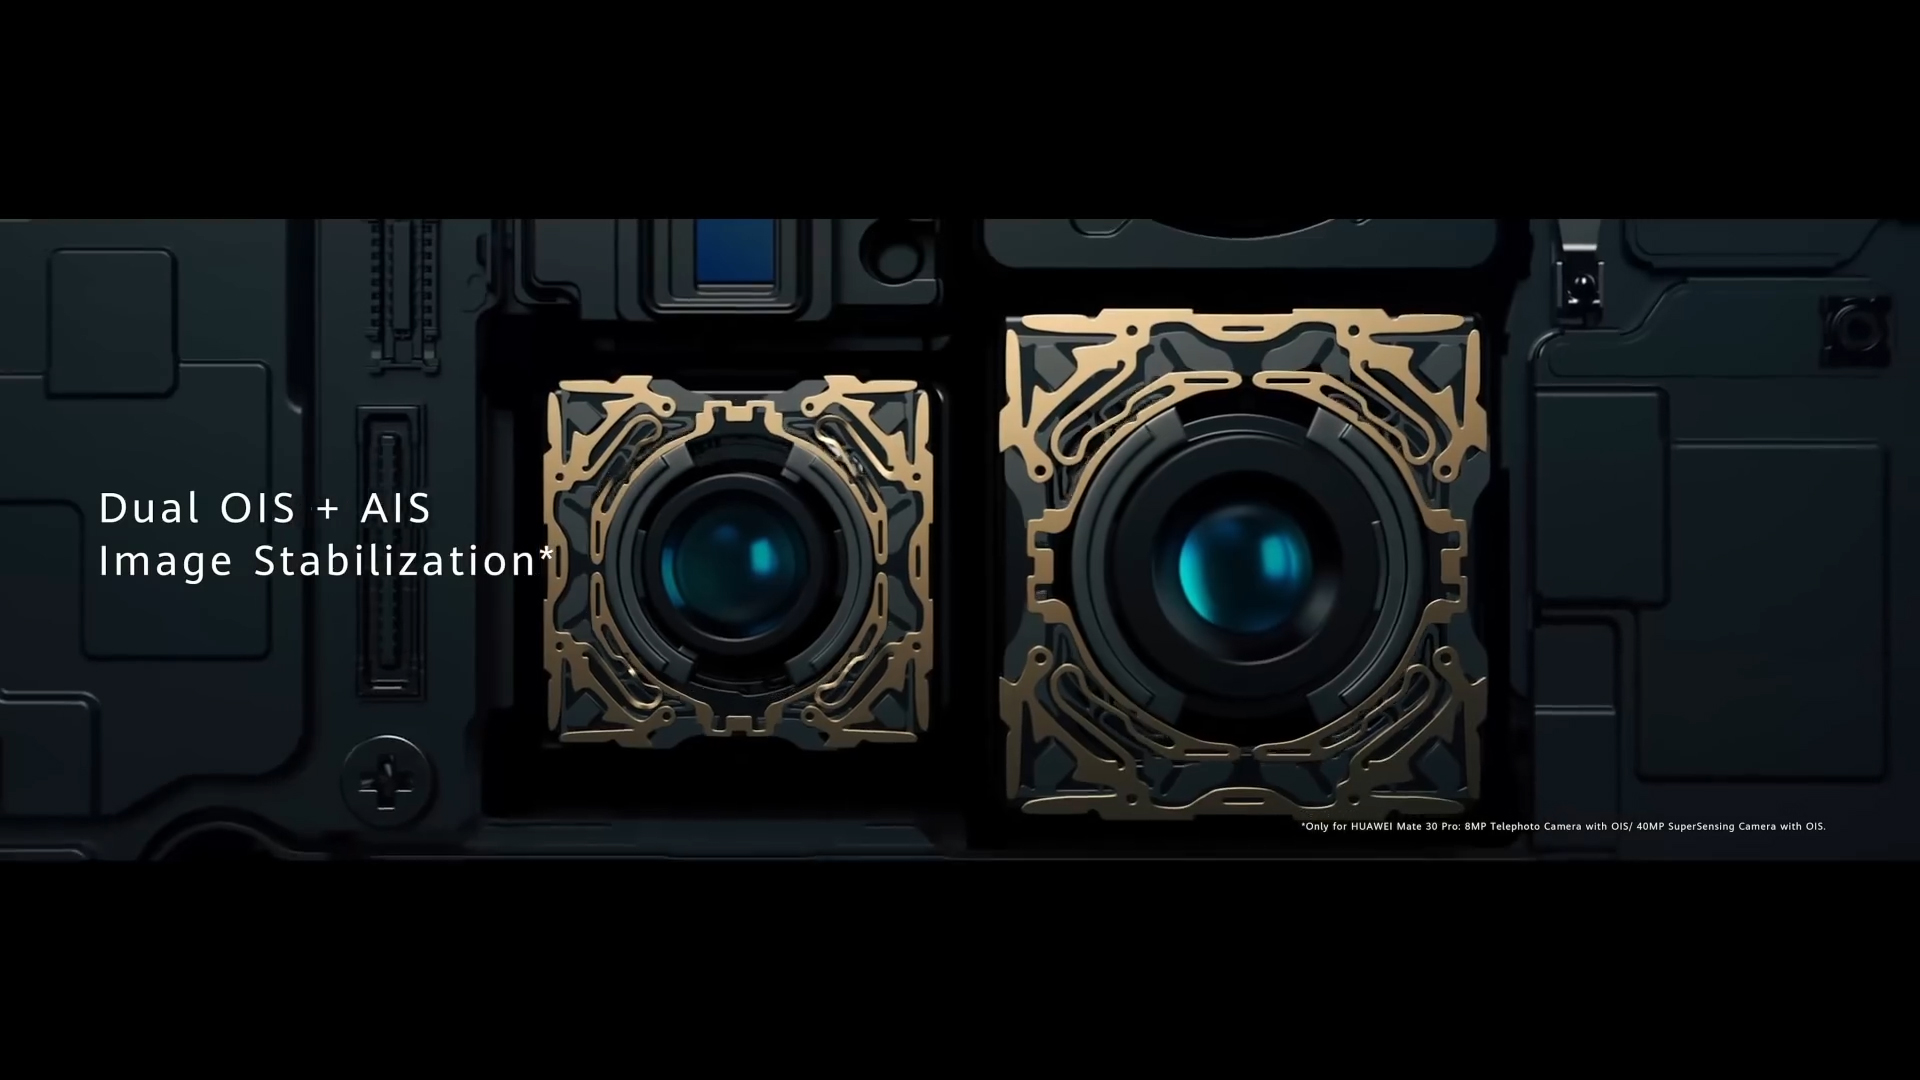 Dual OIS + AIS
Image Stabilization*
*Only for HUAWEI Mate 30 Pro: 8MP Telephoto Camera with OIS/ 40MP SuperSensing Camera with OIS.